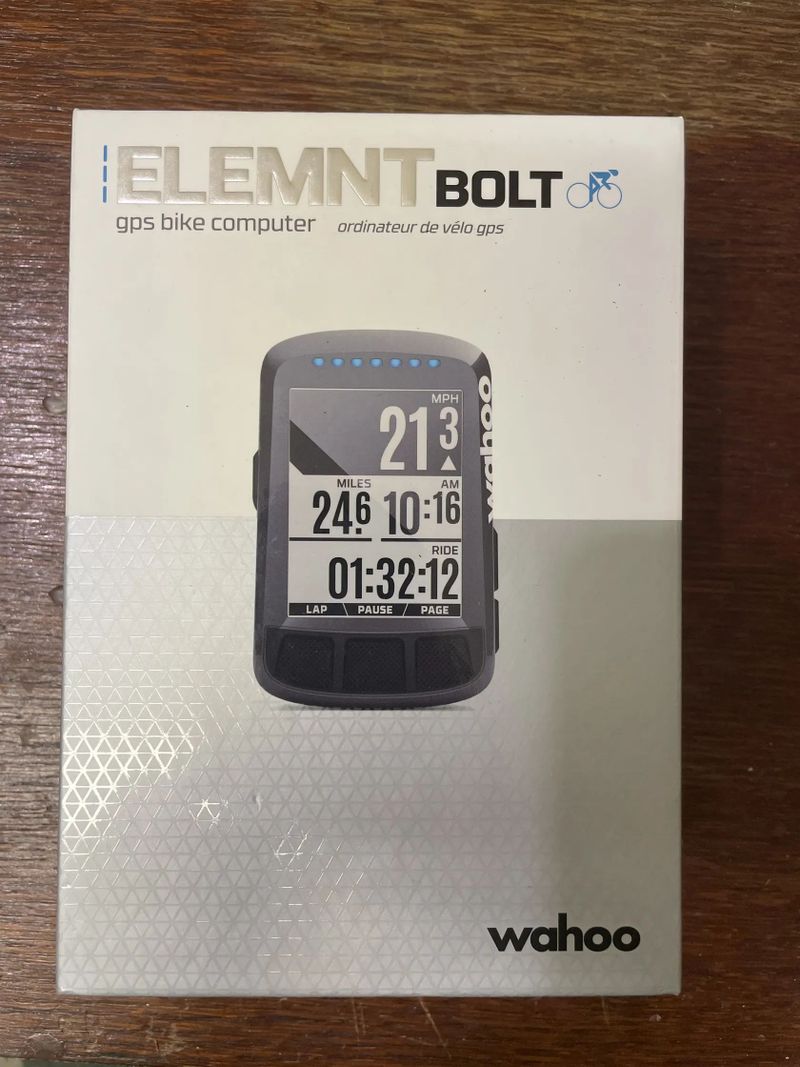 ELEMNT BOLT
gps bike computer ordinateur de vélo gps
MPH
21.3
wahoo
MILES AM
24.6 10:16
RIDE
01:32:12
LAP PAUSE PAGE
wahoo